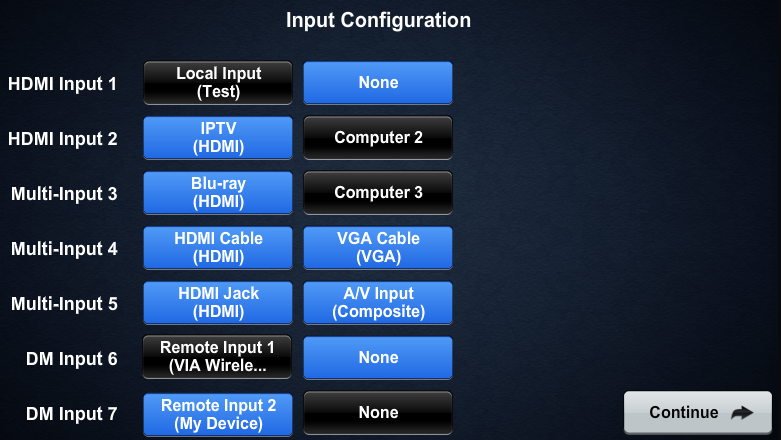 Input Configuration
HDMI Input 1
Local Input
(Test)
None
HDMI Input 2
IPTV
(HDMI)
Computer 2
Multi-Input 3
Blu-ray
(HDMI)
Computer 3
Multi-Input 4
HDMI Cable
(HDMI)
VGA Cable
(VGA)
Multi-Input 5
HDMI Jack
(HDMI)
A/V Input
(Composite)
DM Input 6
Remote Input 1
(VIA Wirele...
None
DM Input 7
Remote Input 2
(My Device)
None
Continue